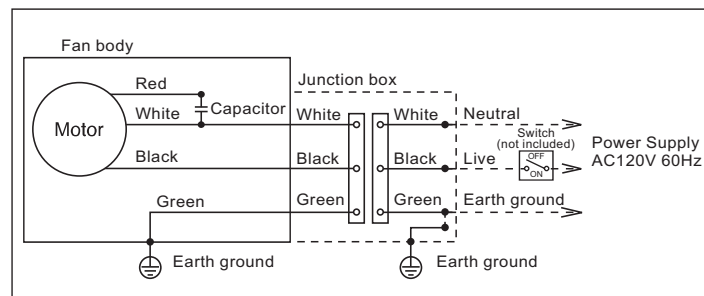 Fan body
Red
Junction box
White
Capacitor
White
White
Neutral
Motor
Switch
(not included)
OFF
ON
Power Supply
AC120V 60Hz
Black
Black
Black
Live
Green
Green
Green
Earth ground
Earth ground
Earth ground